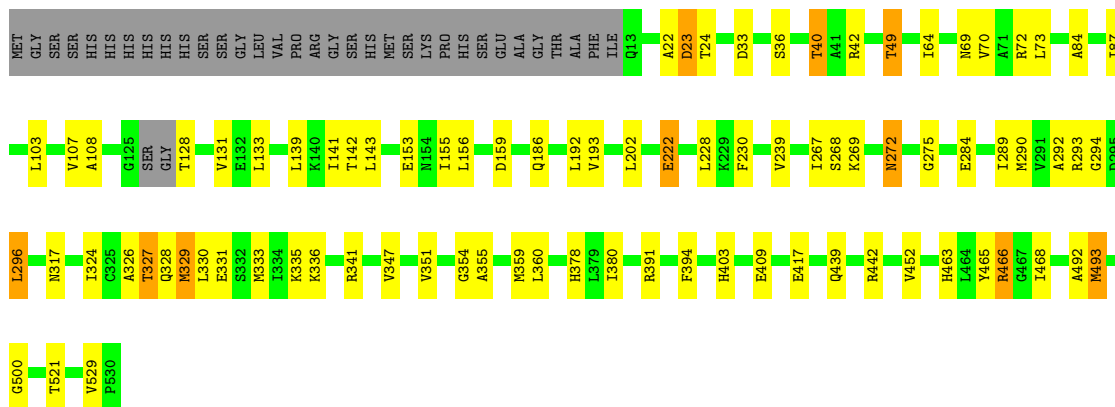 MET GLY SER SER HIS HIS HIS HIS HIS HIS SER SER GLY LEU VAL PRO ARG GLY SER HIS MET SER LYS PRO HIS SER GLU ALA GLY THR ALA PHE ILE Q13 A22 D23 T24 D33 S36 T40 A41 R42 T49 I64 N69 V70 A71 R72 L73 A84 I87
L103 V107 A108 G125 SER GLY T128 V131 E132 L133 L139 K140 I141 T142 L143 E153 N154 I155 L156 D159 Q186 L192 V193 L202 E222 L228 K229 F230 V239 I267 S268 K269 N272 G275 E284 I289 M290 V291 A292 R293 G294 D295
L296 N317 I324 C325 A326 T327 Q328 M329 L330 E331 S332 M333 I334 K335 K336 R341 V347 V351 G354 A355 M359 L360 H378 L379 I380 R391 F394 H403 E409 E417 Q439 R442 V452 H463 L464 Y465 R466 G467 I468 A492 M493
G500 T521 V529 P530